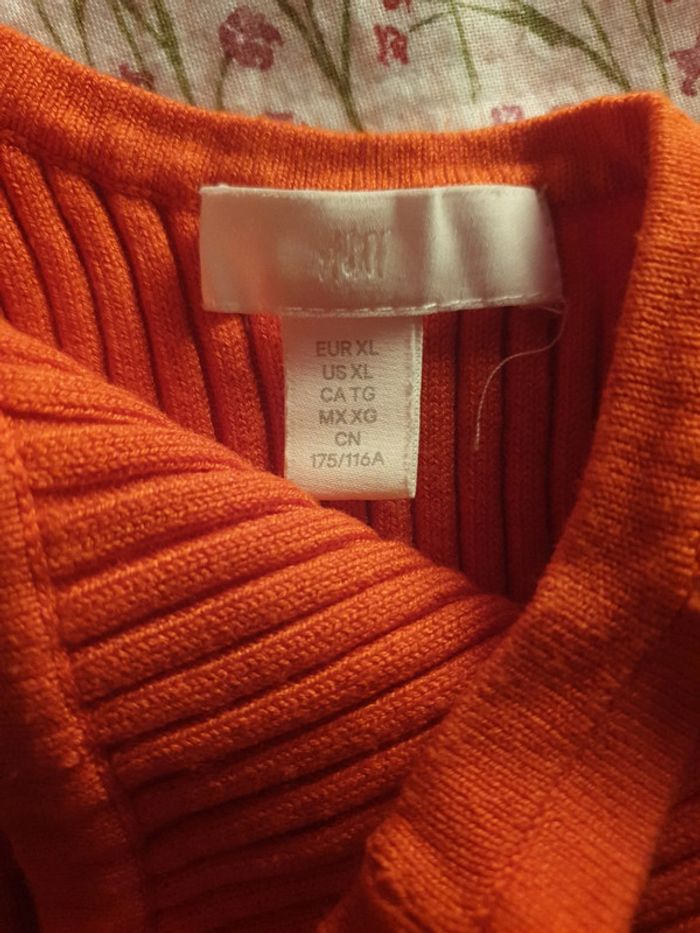 EUR XL
US XL
CA TG
MX XG
CN
175/116A